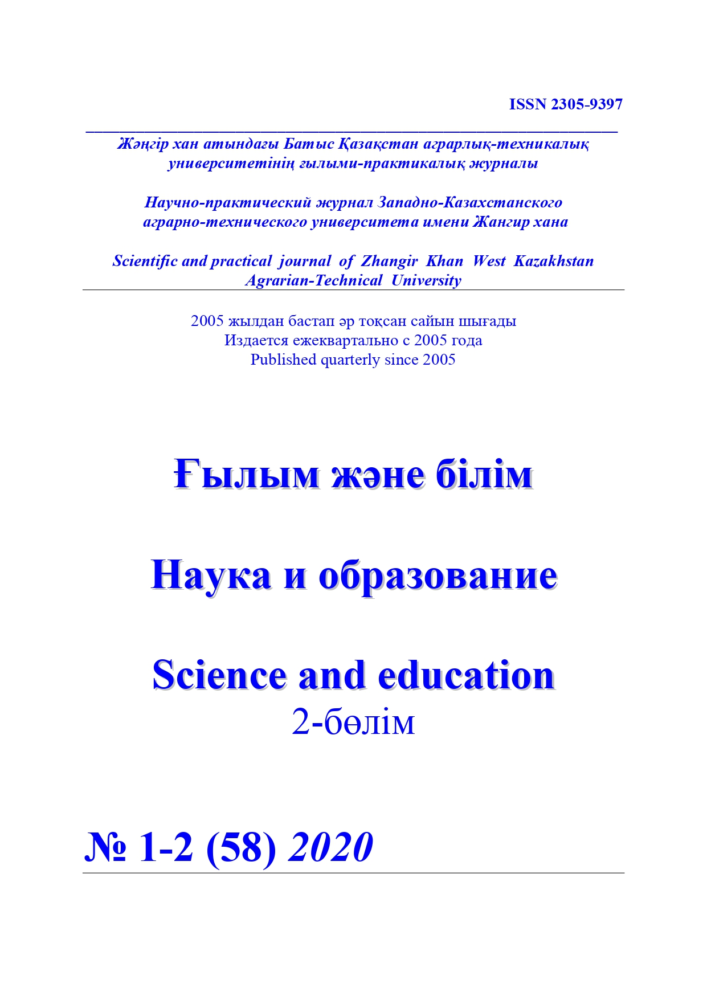 ISSN 2305-9397
Жәңгір хан атындағы Батыс Қазақстан аграрлық-техникалық
университетінің ғылыми-практикалық журналы
Научно-практический журнал Западно-Казахстанского
аграрно-технического университета имени Жангир хана
Scientific and practical journal of Zhangir Khan West Kazakhstan
Agrarian-Technical University
2005 жылдан бастап әр тоқсан сайын шығады
Издается ежеквартально с 2005 года
Published quarterly since 2005
Ғылым және білім
Наука и образование
Science and education
2-бөлім
№ 1-2 (58) 2020